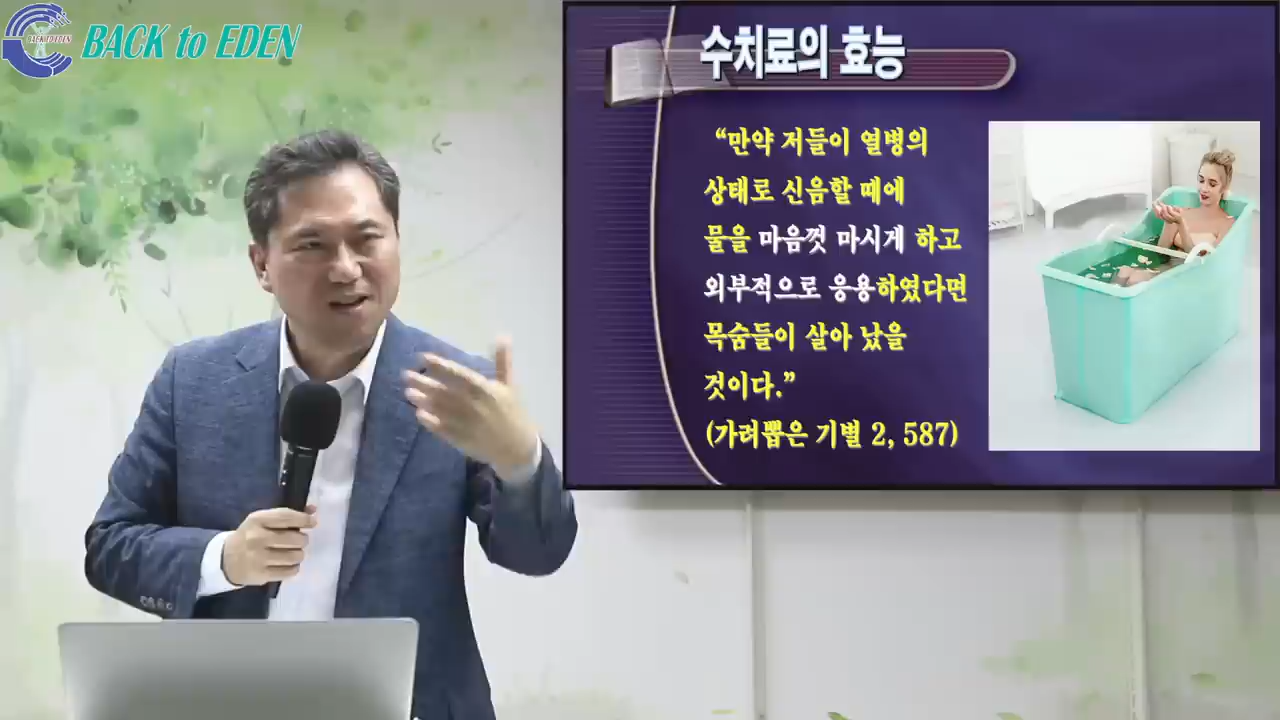 BACK to EDEN
수치료의 효능
“만약 저들이 열병의
상태로 신음할 때에
물을 마음껏 마시게 하고
외부적으로 응용하였다면
목숨들이 살아 났을
것이다.”
(가려뽑은 기별 2, 587)